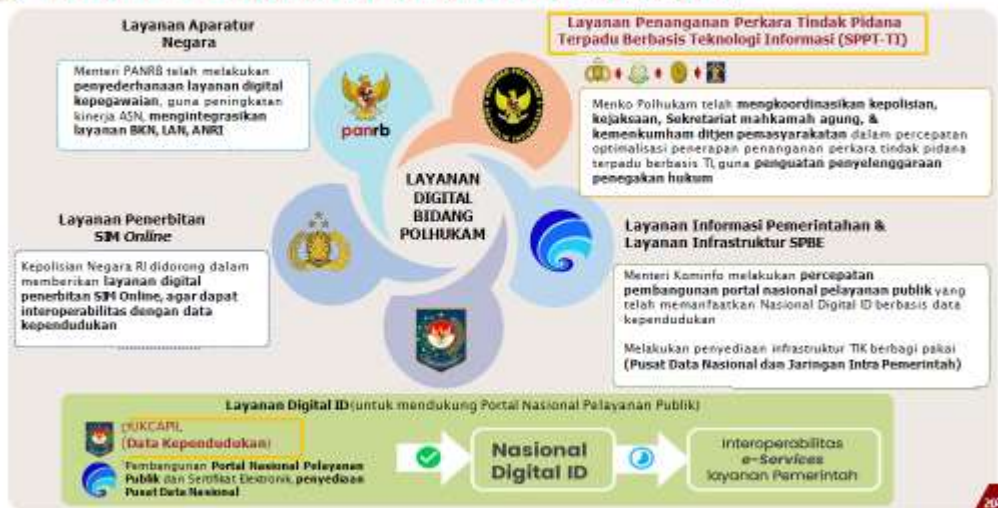 Layanan Aparatur
Negara
Menteri PANRB telah melakukan
penyederhanaan layanan digital
kepegawaian, guna peningkatan
kinerja ASN, mengintegrasikan
layanan BKN, LAN, ANRI
panrb
Layanan Penanganan Perkara Tindak Pidana
Terpadu Berbasis Teknologi Informasi (SPPT-TI)
Menko Polhukam telah mengkoordinasikan kepolisian,
kejaksaan, Sekretariat mahkamah agung, &
kemenkumham ditjen pemasyarakatan dalam percepatan
optimalisasi penerapan penanganan perkara tindak pidana
terpadu berbasis TI, guna penguatan penyelenggaraan
penegakan hukum
LAYANAN
DIGITAL
BIDANG
POLHUKAM
Layanan Penerbitan
SIM Online
Kepolisian Negara RI didorong dalam
memberikan layanan digital
penerbitan SIM Online, agar dapat
interoperabilitas dengan data
kependudukan
Layanan Informasi Pemerintahan &
Layanan Infrastruktur SPBE
Menteri Kominfo melakukan percepatan
pembangunan portal nasional pelayanan publik yang
telah memanfaatkan Nasional Digital ID berbasis data
kependudukan
Melakukan penyediaan infrastruktur TIK berbagi pakai
(Pusat Data Nasional dan Jaringan Intra Pemerintah)
Layanan Digital ID (untuk mendukung Portal Nasional Pelayanan Publik)
DUKCAPIL
(Data Kependudukan)
Pembangunan Portal Nasional Pelayanan
Publik dan Sertifikat Elektronik, penyediaan
Pusat Data Nasional
Nasional
Digital ID
Interoperabilitas
e-Services
layanan Pemerintah